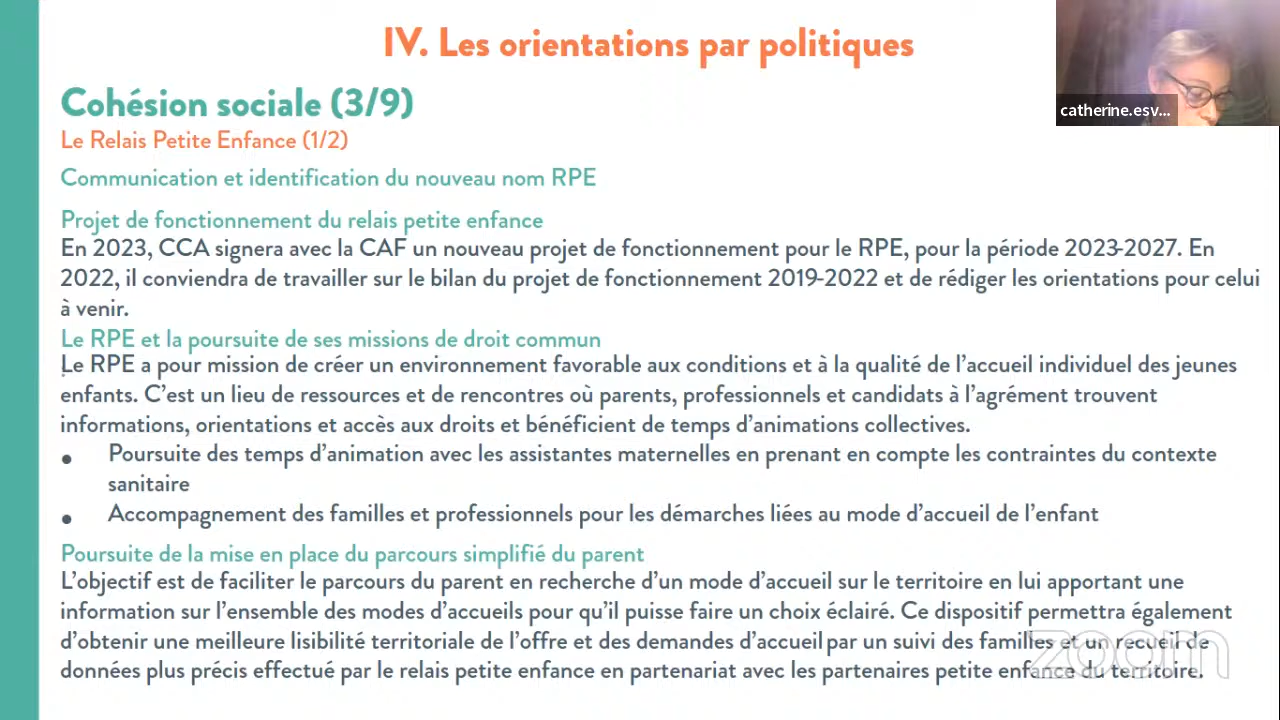 IV. Les orientations par politiques
catherine.esv...
Cohésion sociale (3/9)
Le Relais Petite Enfance (1/2)
Communication et identification du nouveau nom RPE
Projet de fonctionnement du relais petite enfance
En 2023, CCA signera avec la CAF un nouveau projet de fonctionnement pour le RPE, pour la période 2023-2027. En
2022, il conviendra de travailler sur le bilan du projet de fonctionnement 2019-2022 et de rédiger les orientations pour celui
à venir.
Le RPE et la poursuite de ses missions de droit commun
Le RPE a pour mission de créer un environnement favorable aux conditions et à la qualité de l'accueil individuel des jeunes
enfants. C'est un lieu de ressources et de rencontres où parents, professionnels et candidats à l'agrément trouvent
informations, orientations et accès aux droits et bénéficient de temps d'animations collectives.
● Poursuite des temps d'animation avec les assistantes maternelles en prenant en compte les contraintes du contexte
sanitaire
● Accompagnement des familles et professionnels pour les démarches liées au mode d'accueil de l'enfant
Poursuite de la mise en place du parcours simplifié du parent
L'objectif est de faciliter le parcours du parent en recherche d'un mode d'accueil sur le territoire en lui apportant une
information sur l'ensemble des modes d'accueils pour qu'il puisse faire un choix éclairé. Ce dispositif permettra également
d'obtenir une meilleure lisibilité territoriale de l'offre et des demandes d'accueil par un suivi des familles et un recueil de
données plus précis effectué par le relais petite enfance en partenariat avec les partenaires petite enfance du territoire.
zoom